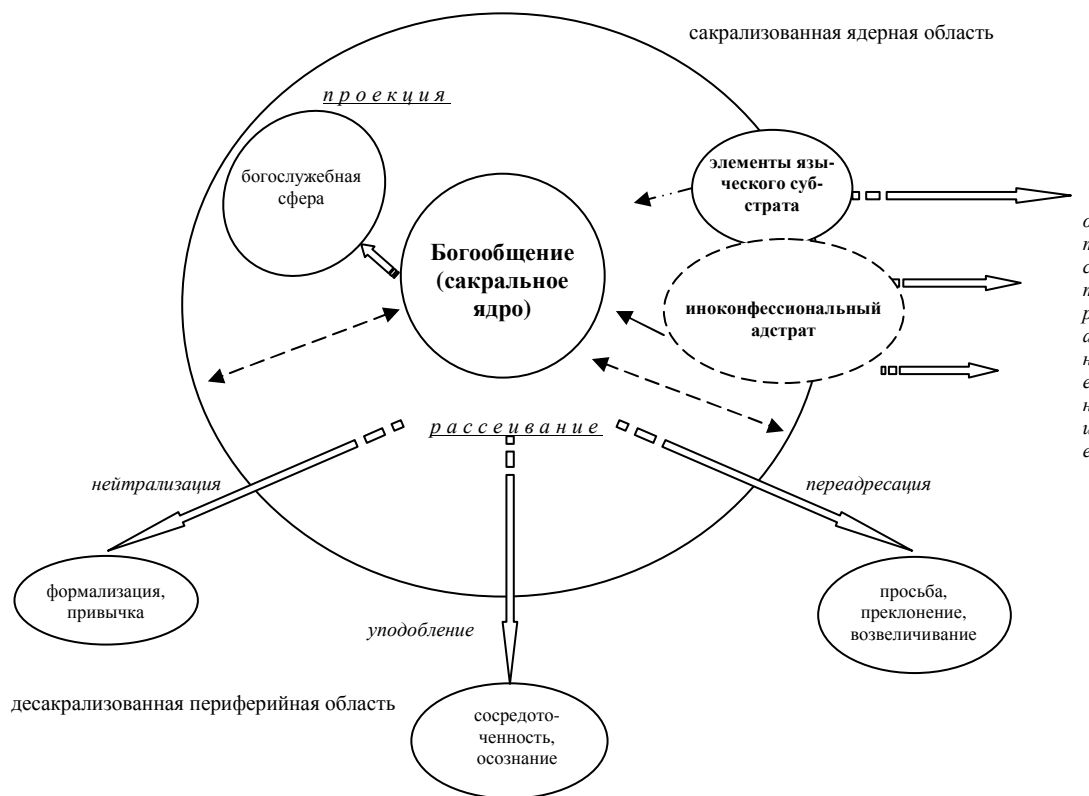 сакрализованная ядерная область
проекция
богослужебная
сфера
элементы язы-
ческого суб-
страта
Богообщение
(сакральное
ядро)
иноконфессиональный
адстрат
о
т
с
т
р
а
н
е
н
и
е
рассеивание
нейтрализация
переадресация
формализация,
привычка
уподобление
просьба,
преклонение,
возвеличивание
десакрализованная периферийная область
сосредото-
ченность,
осознание